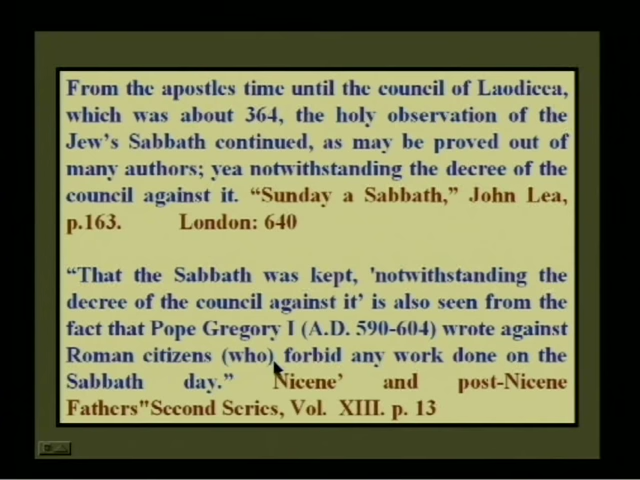 From the apostles time until the council of Laodicea,
which was about 364, the holy observation of the
Jew's Sabbath continued, as may be proved out of
many authors; yea notwithstanding the decree of the
council against it. “Sunday a Sabbath,” John Lea,
p.163. London: 640
“That the Sabbath was kept, 'notwithstanding the
decree of the council against it’ is also seen from the
fact that Pope Gregory I (A.D. 590-604) wrote against
Roman citizens (who) forbid any work done on the
Sabbath day.” Nicene’ and post-Nicene
Fathers"Second Series, Vol. XIII. p. 13